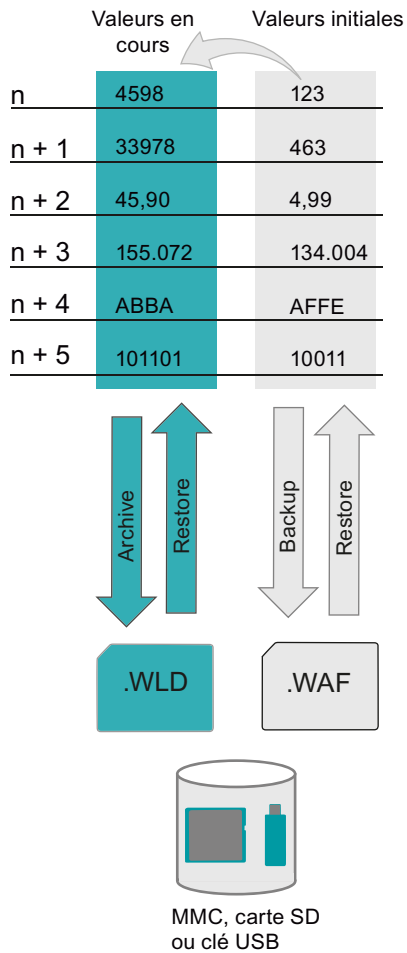 Valeurs en
cours
Valeurs initiales
n 4598 123
n + 1 33978 463
n + 2 45,90 4,99
n + 3 155.072 134.004
n + 4 ABBA AFFE
n + 5 101101 10011
Archive
Restore
Backup
Restore
.WLD
.WAF
MMC, carte SD
ou clé USB